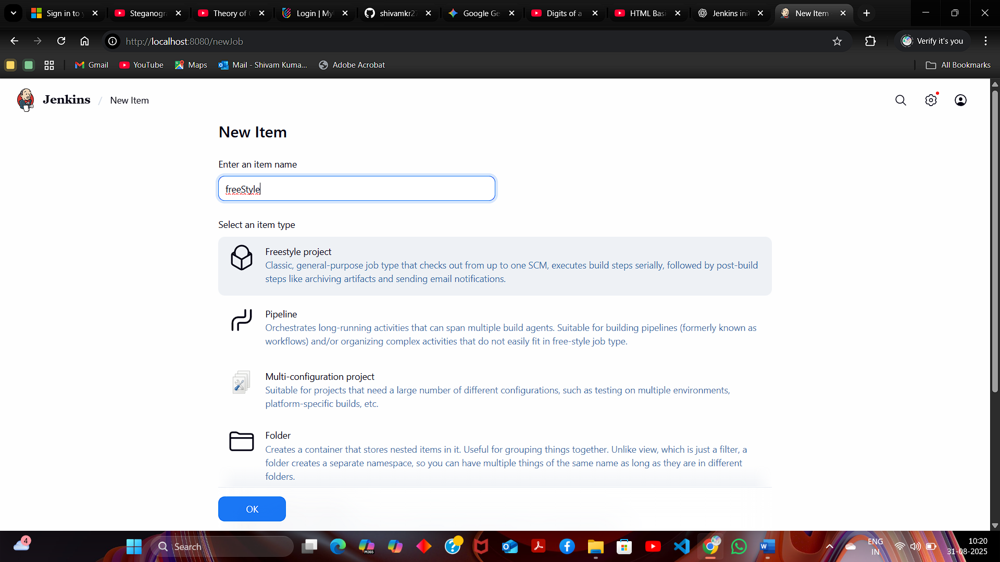 Sign in to y
Steganogra
Theory of C
Login | My
shivamkr27
Google Ge
Digits of a
HTML Basi
Jenkins ini
New Item
http://localhost:8080/newJob
Verify it's you
Gmail
YouTube
Maps
Mail - Shivam Kuma...
Adobe Acrobat
All Bookmarks
Jenkins / New Item
New Item
Enter an item name
freeStyle
Select an item type
Freestyle project
Classic, general-purpose job type that checks out from up to one SCM, executes build steps serially, followed by post-build
steps like archiving artifacts and sending email notifications.
Pipeline
Orchestrates long-running activities that can span multiple build agents. Suitable for building pipelines (formerly known as
workflows) and/or organizing complex activities that do not easily fit in free-style job type.
Multi-configuration project
Suitable for projects that need a large number of different configurations, such as testing on multiple environments,
platform-specific builds, etc.
Folder
Creates a container that stores nested items in it. Useful for grouping things together. Unlike view, which is just a filter, a
folder creates a separate namespace, so you can have multiple things of the same name as long as they are in different
folders.
OK
4
Search
M365
ENG
IN
10:20
31-08-2025